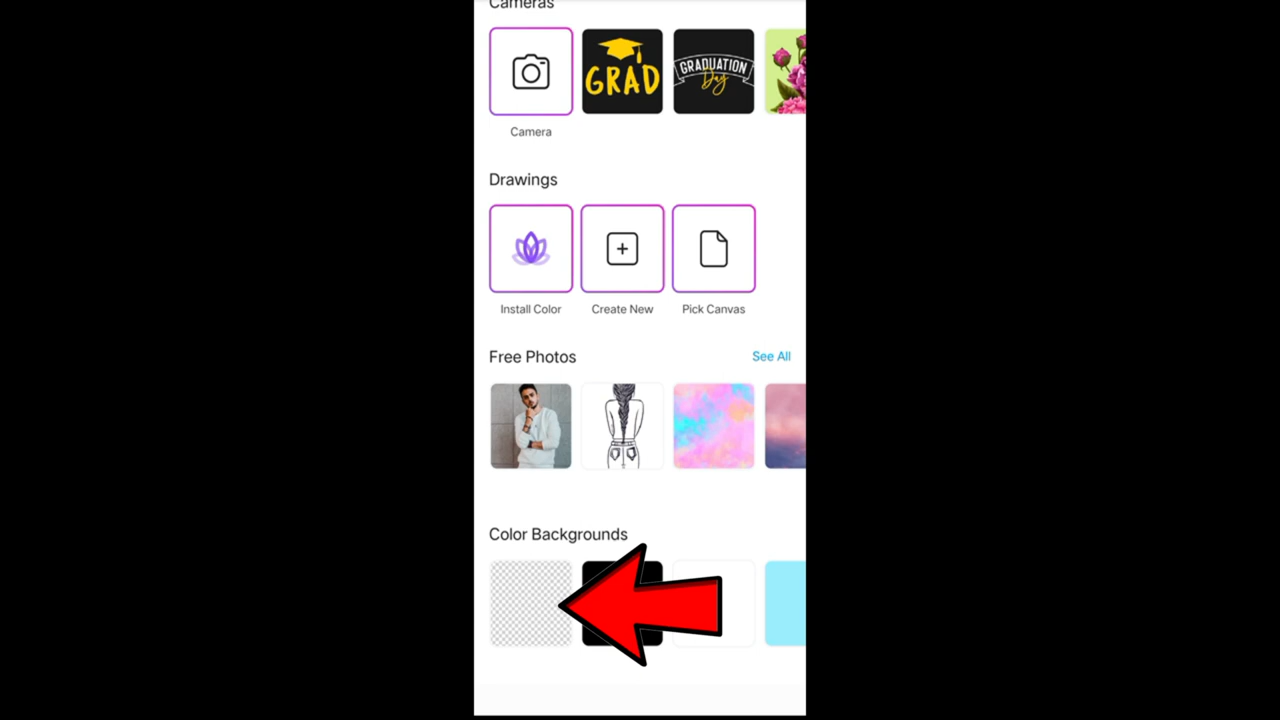 Cameras
GRAD
GRADUATION
Day
Camera
Drawings
Install Color
Create New
Pick Canvas
Free Photos
See All
Color Backgrounds